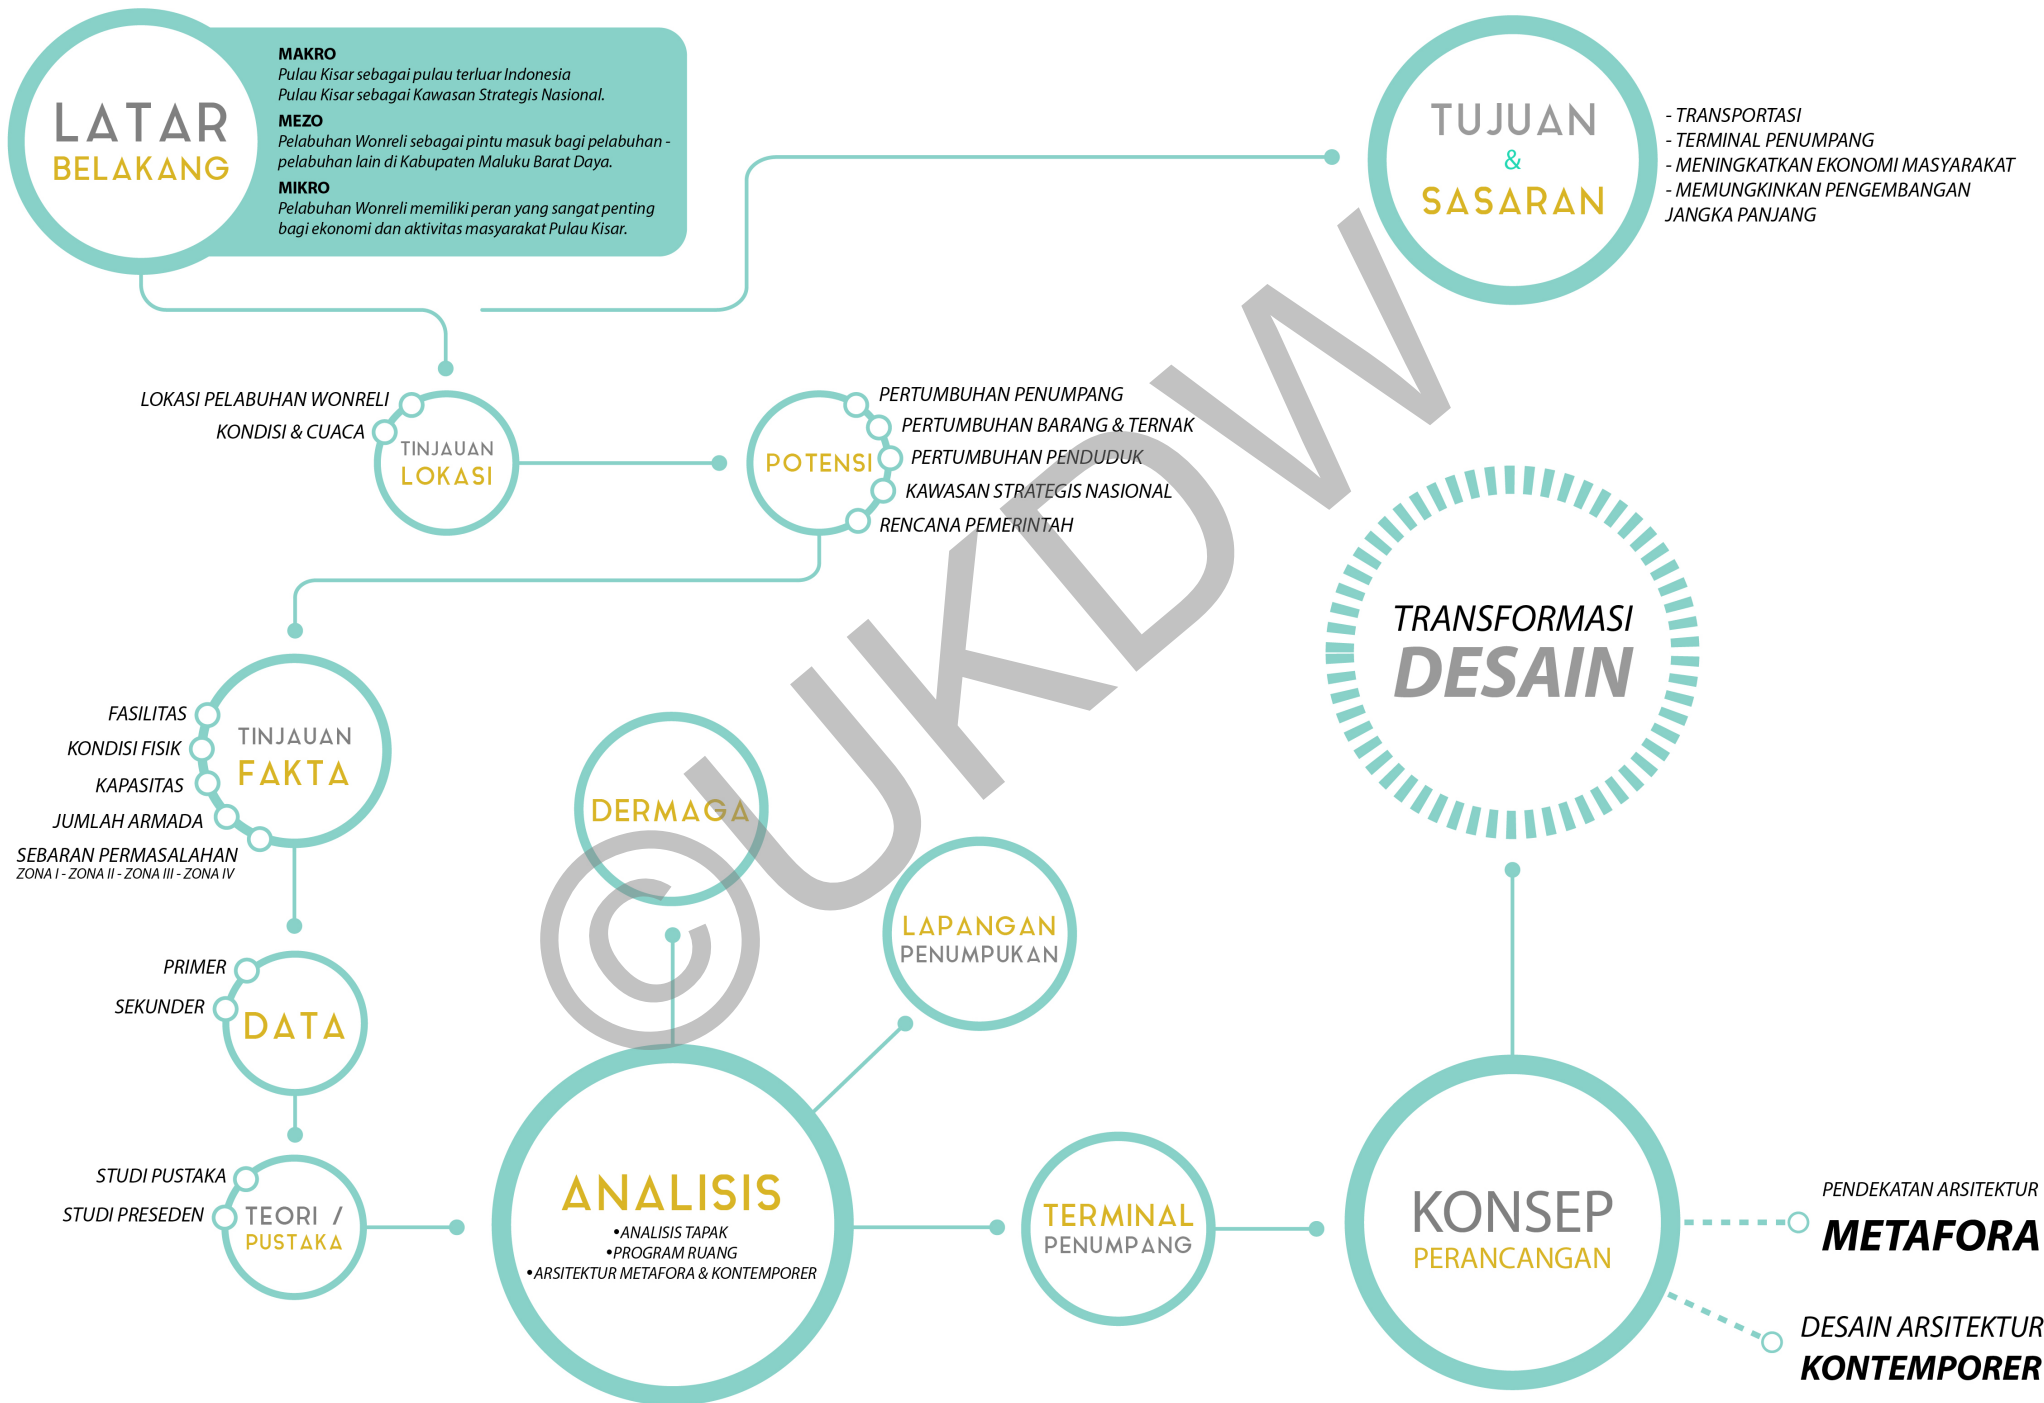 LATAR
BELAKANG
MAKRO
Pulau Kisar sebagai pulau terluar Indonesia
Pulau Kisar sebagai Kawasan Strategis Nasional.
MEZO
Pelabuhan Wonreli sebagai pintu masuk bagi pelabuhan -
pelabuhan lain di Kabupaten Maluku Barat Daya.
MIKRO
Pelabuhan Wonreli memiliki peran yang sangat penting
bagi ekonomi dan aktivitas masyarakat Pulau Kisar.
TUJUAN
&
SASARAN
- TRANSPORTASI
- TERMINAL PENUMPANG
- MENINGKATKAN EKONOMI MASYARAKAT
- MEMUNGKINKAN PENGEMBANGAN
JANGKA PANJANG
LOKASI PELABUHAN WONRELI
KONDISI & CUACA
TINJAUAN
LOKASI
POTENSI
PERTUMBUHAN PENUMPANG
PERTUMBUHAN BARANG & TERNAK
PERTUMBUHAN PENDUDUK
KAWASAN STRATEGIS NASIONAL
RENCANA PEMERINTAH
TINJAUAN
FAKTA
FASILITAS
KONDISI FISIK
KAPASITAS
JUMLAH ARMADA
SEBARAN PERMASALAHAN
ZONA I - ZONA II - ZONA III - ZONA IV
DATA
PRIMER
SEKUNDER
TEORI /
PUSTAKA
STUDI PUSTAKA
STUDI PRESEDEN
ANALISIS
•ANALISIS TAPAK
•PROGRAM RUANG
•ARSITEKTUR METAFORA & KONTEMPORER
DERMAGA
LAPANGAN
PENUMPUKAN
TERMINAL
PENUMPANG
KONSEP
PERANCANGAN
PENDEKATAN ARSITEKTUR
METAFORA
DESAIN ARSITEKTUR
KONTEMPORER
TRANSFORMASI
DESAIN
©UKDW